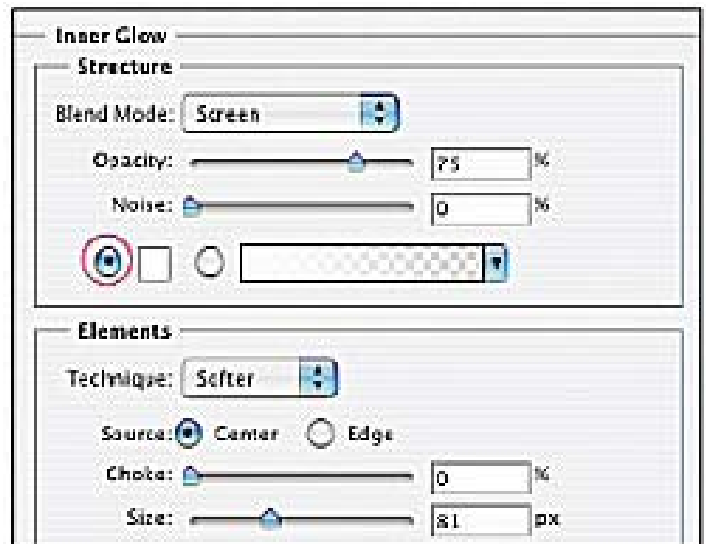 Inner Glow
Structure
Blend Mode: Screen
Opacity: 75 %
Noise: 0 %
Elements
Technique: Softer
Source: Center Edge
Choke: 0 %
Size: 81 px